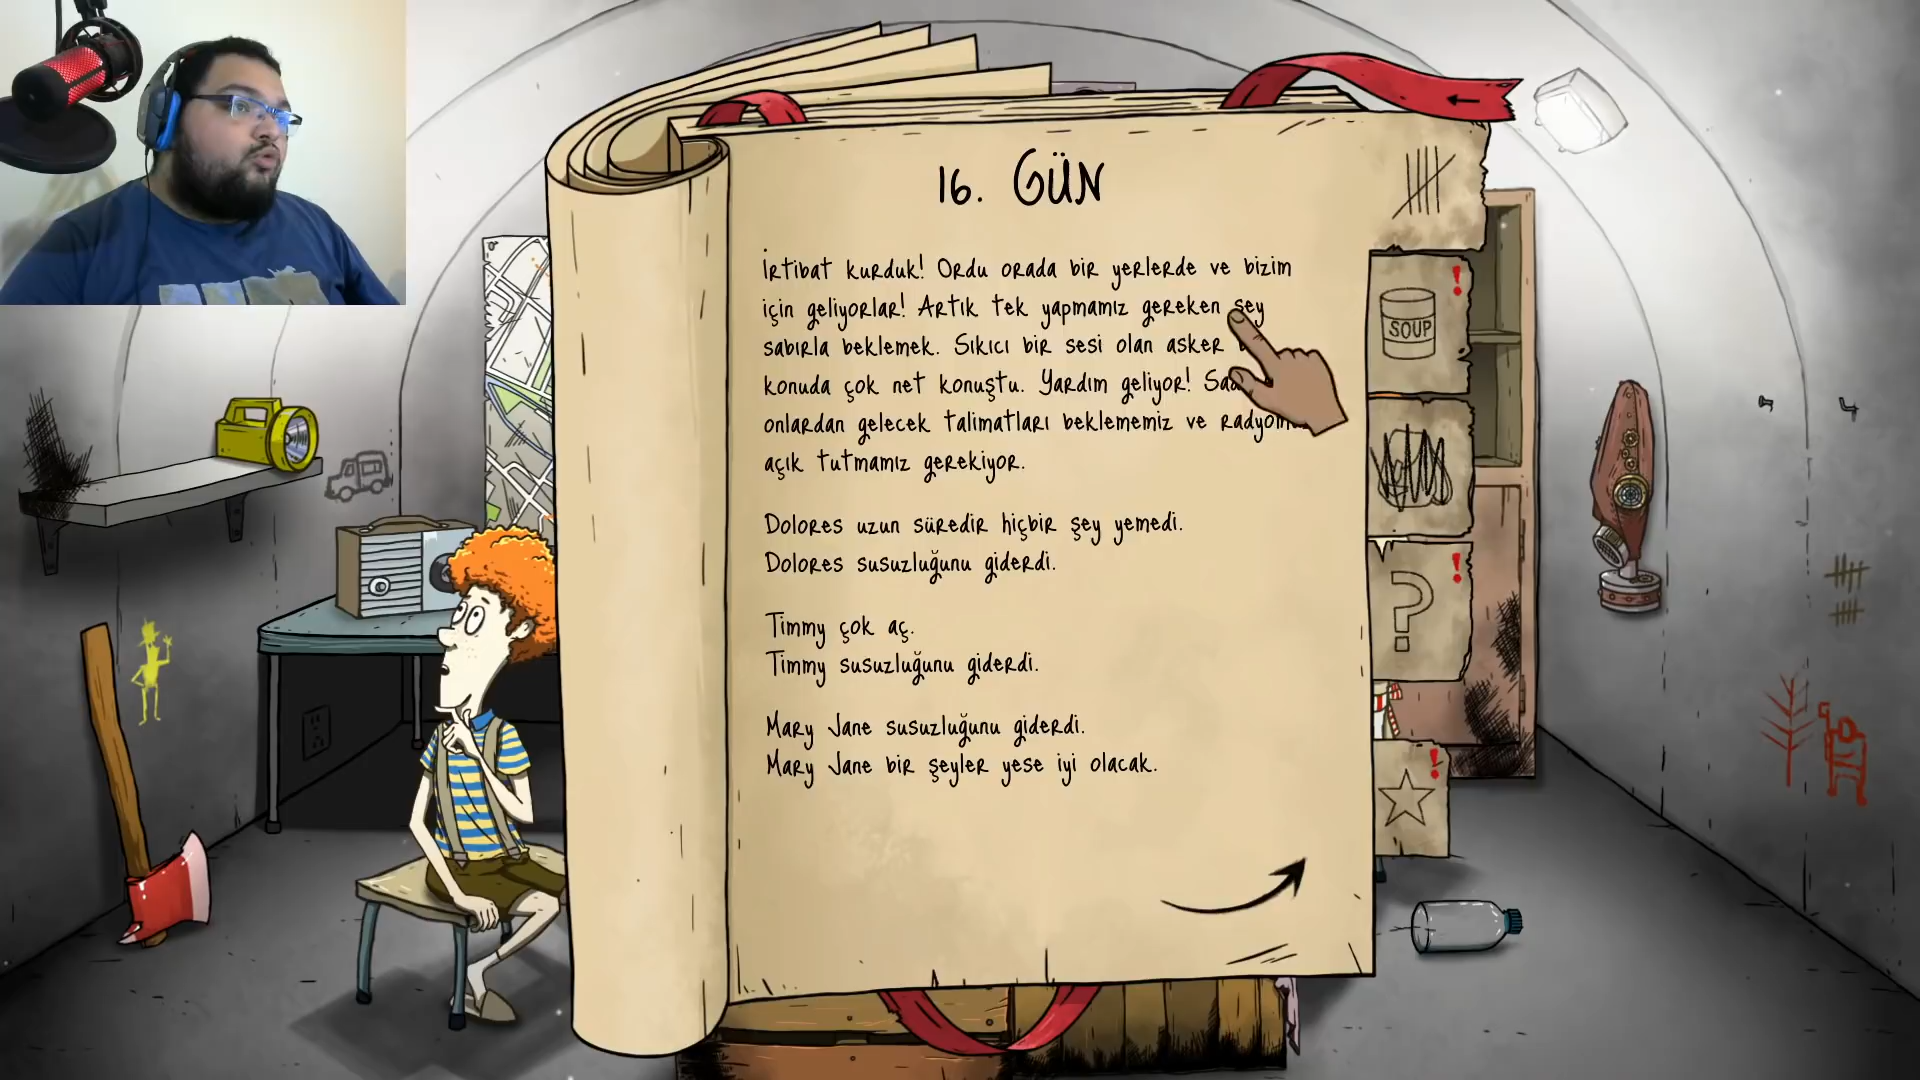 16. GÜN
İrtibat kurduk! Ordu orada bir yerlerde ve bizim
için geliyorlar! Artık tek yapmamız gereken şey
sabırla beklemek. Sıkıcı bir sesi olan asker
konuda çok net konuştu. Yardım geliyor!
onlardan gelecek talimatları beklememiz ve
açık tutmamız gerekiyor.
Dolores uzun süredir hiçbir şey yemedi.
Dolores susuzluğunu giderdi.
Timmy çok aç.
Timmy susuzluğunu giderdi.
Mary Jane susuzluğunu giderdi.
Mary Jane bir şeyler yese iyi olacak.
!
SOUP
!
?
!